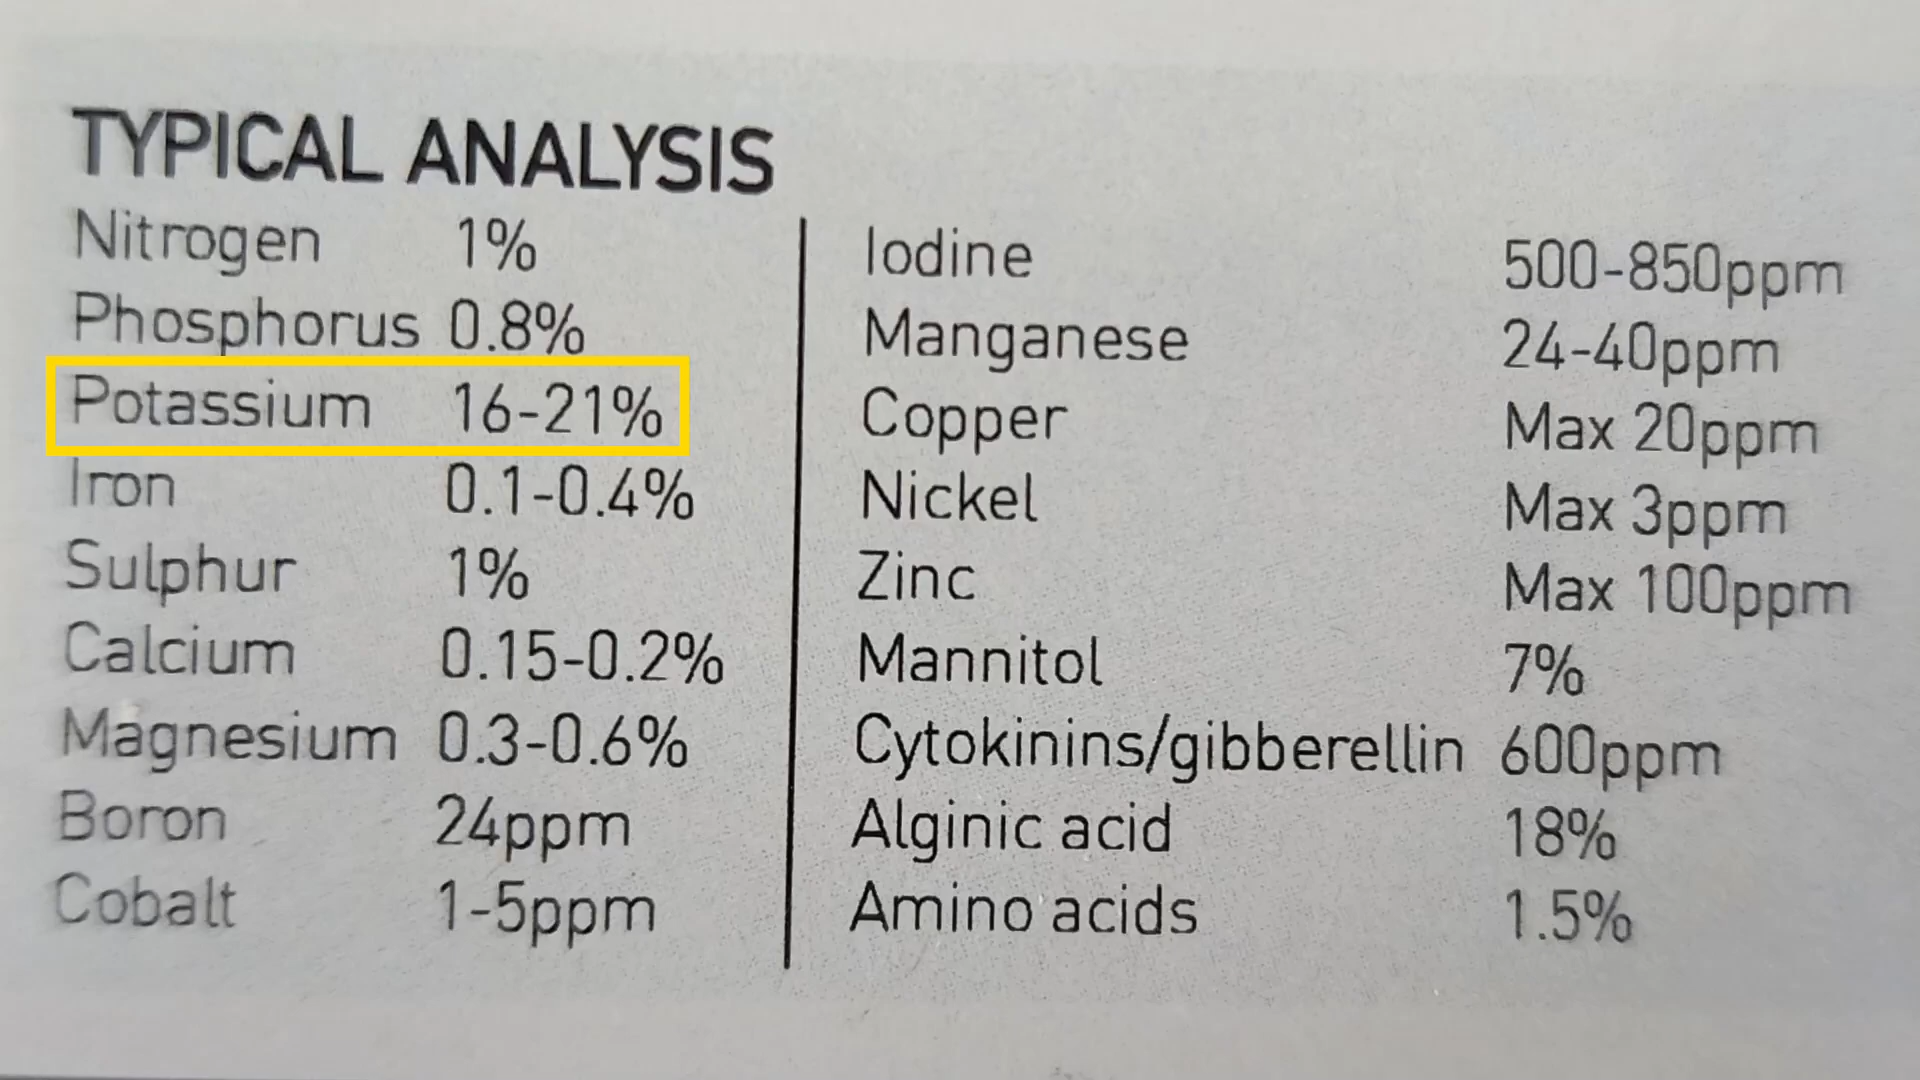 TYPICAL ANALYSIS
Nitrogen 1%
Phosphorus 0.8%
Potassium 16-21%
Iron 0.1-0.4%
Sulphur 1%
Calcium 0.15-0.2%
Magnesium 0.3-0.6%
Boron 24ppm
Cobalt 1-5ppm
Iodine 500-850ppm
Manganese 24-40ppm
Copper Max 20ppm
Nickel Max 3ppm
Zinc Max 100ppm
Mannitol 7%
Cytokinins/gibberellin 600ppm
Alginic acid 18%
Amino acids 1.5%